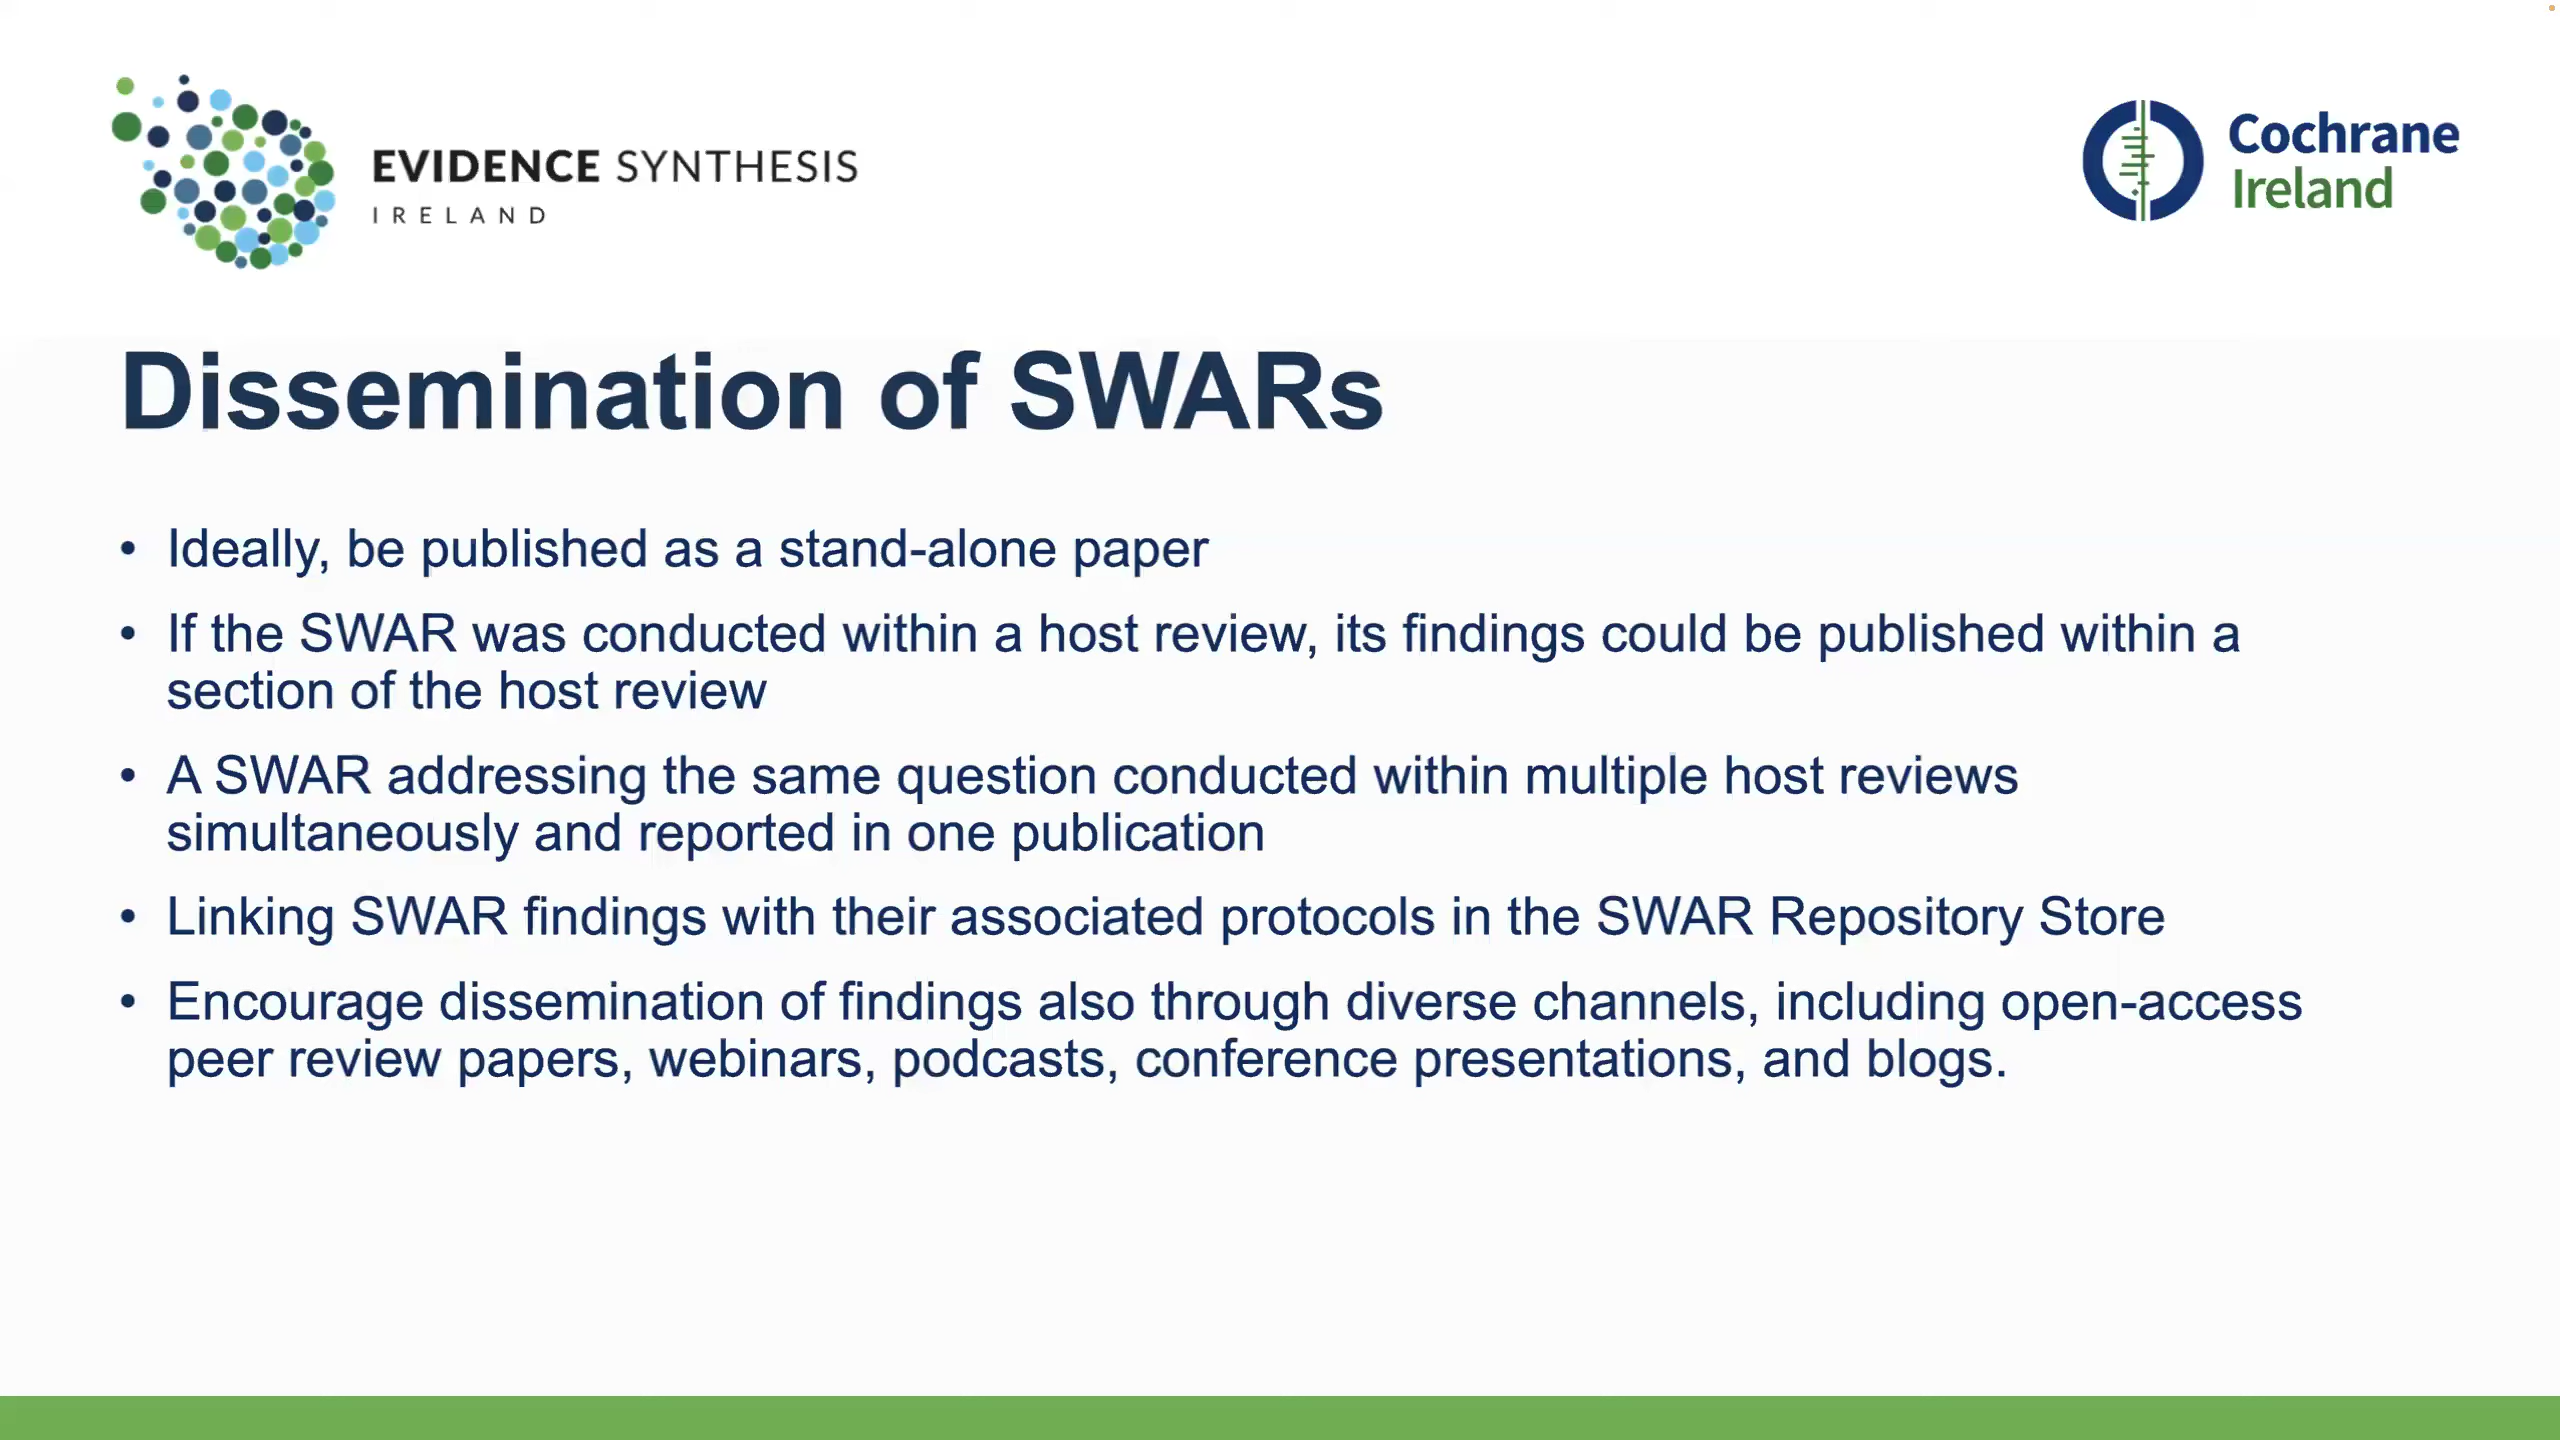 EVIDENCE SYNTHESIS
IRELAND
Cochrane
Ireland
Dissemination of SWARs
• Ideally, be published as a stand-alone paper
• If the SWAR was conducted within a host review, its findings could be published within a
section of the host review
• A SWAR addressing the same question conducted within multiple host reviews
simultaneously and reported in one publication
• Linking SWAR findings with their associated protocols in the SWAR Repository Store
• Encourage dissemination of findings also through diverse channels, including open-access
peer review papers, webinars, podcasts, conference presentations, and blogs.